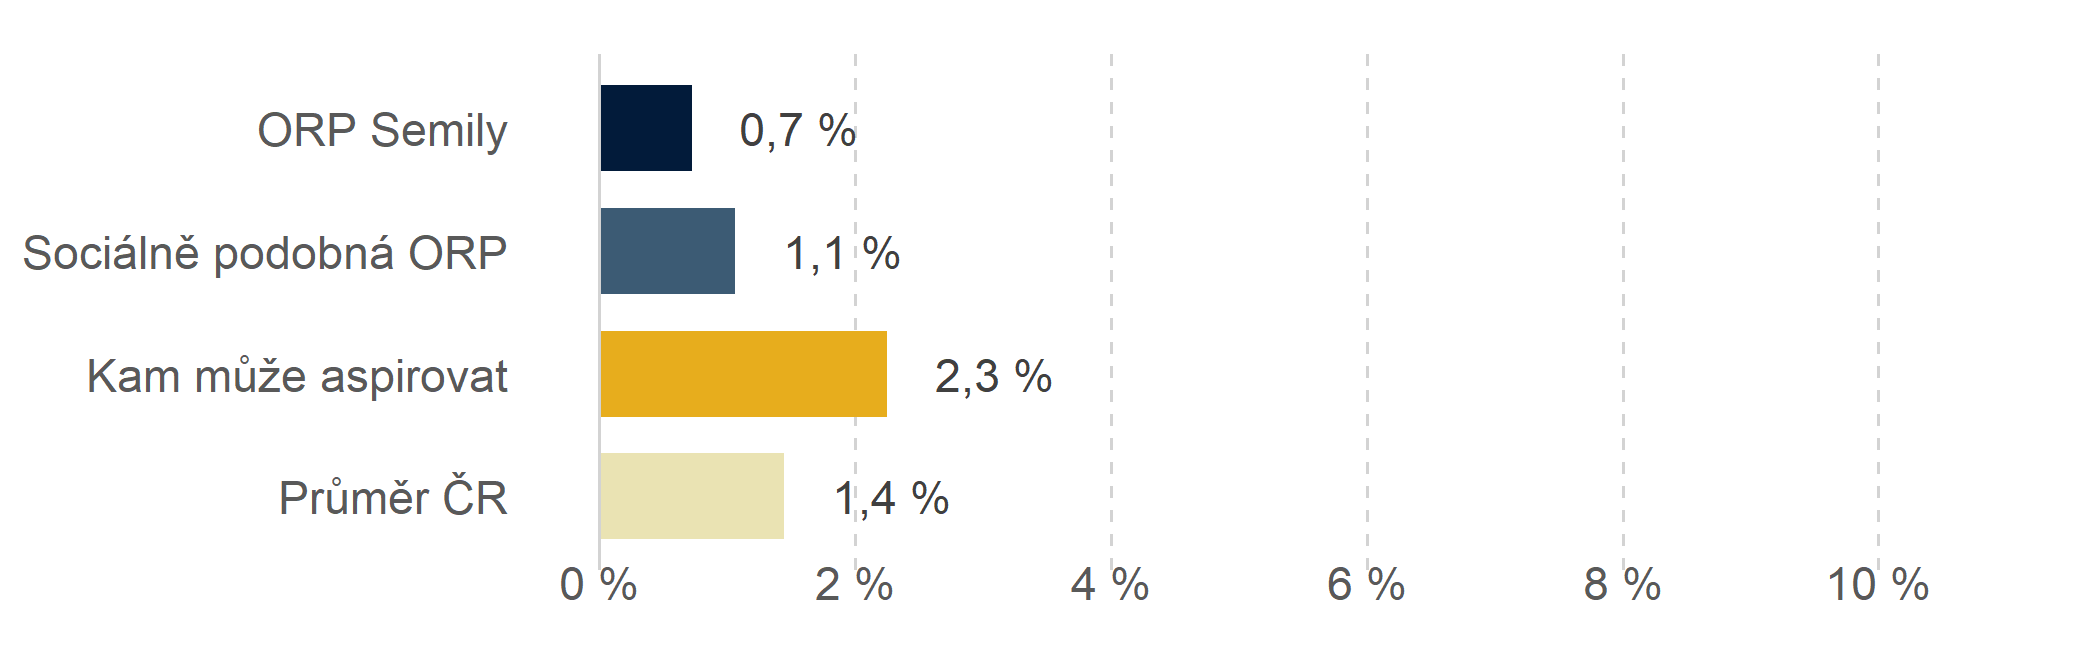 ORP Semily 0,7 %
Sociálně podobná ORP 1,1 %
Kam může aspirovat 2,3 %
Průměr ČR 1,4 %
0 % 2 % 4 % 6 % 8 % 10 %